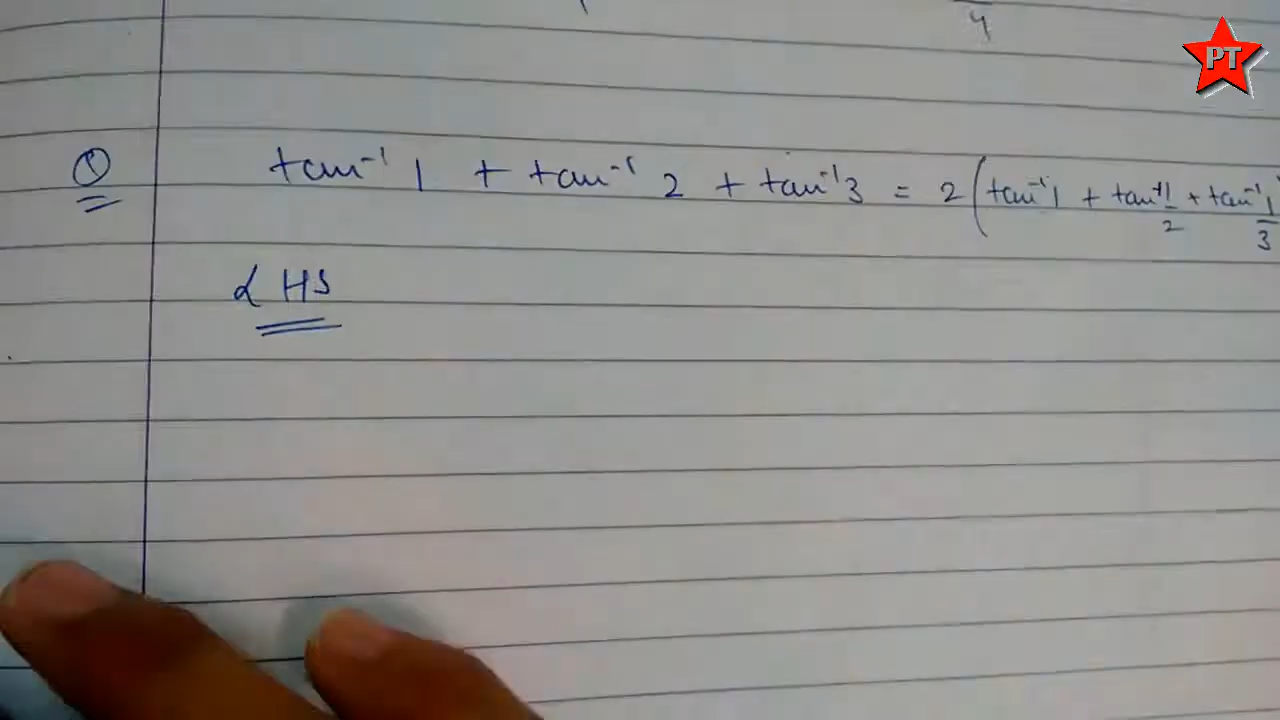 4
PT
Q tan⁻¹ 1 + tan⁻¹ 2 + tan⁻¹ 3 = 2 (tan⁻¹ 1 + tan⁻¹ 1/2 + tan⁻¹ 1/3
LHS